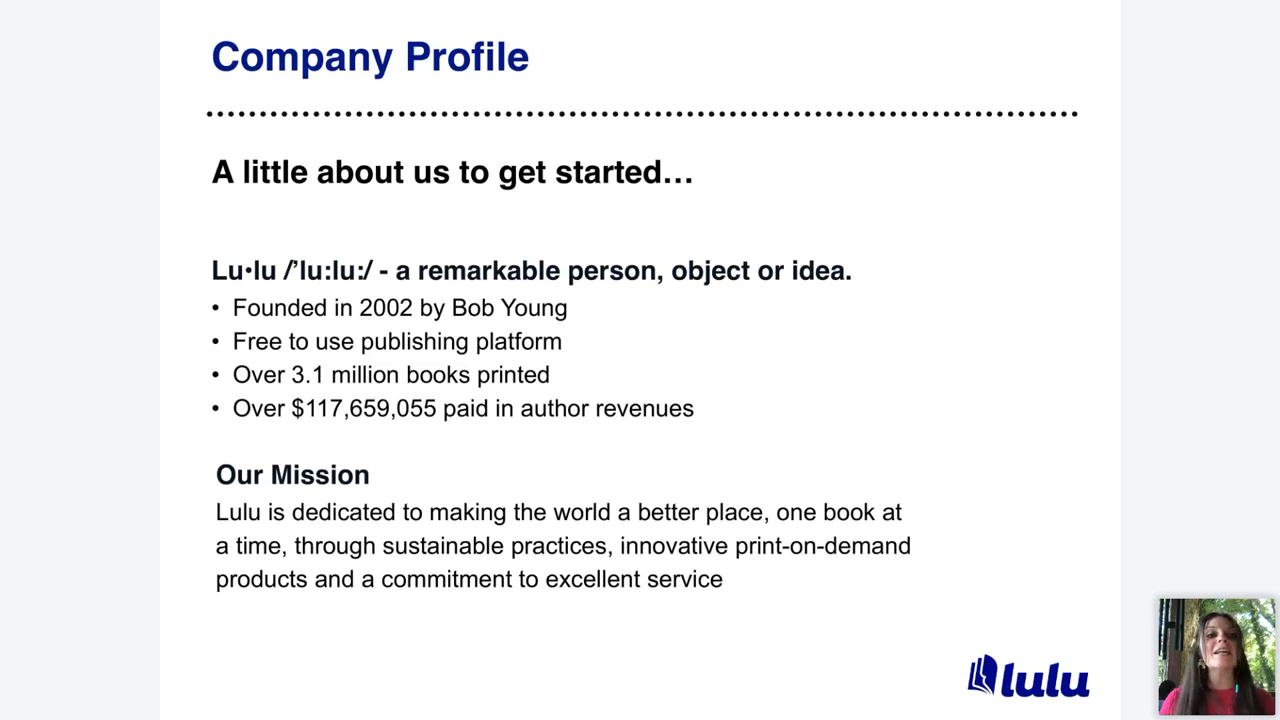 Company Profile
A little about us to get started…
Lu•lu /’lu:lu:/ - a remarkable person, object or idea.
• Founded in 2002 by Bob Young
• Free to use publishing platform
• Over 3.1 million books printed
• Over $117,659,055 paid in author revenues
Our Mission
Lulu is dedicated to making the world a better place, one book at
a time, through sustainable practices, innovative print-on-demand
products and a commitment to excellent service
lulu